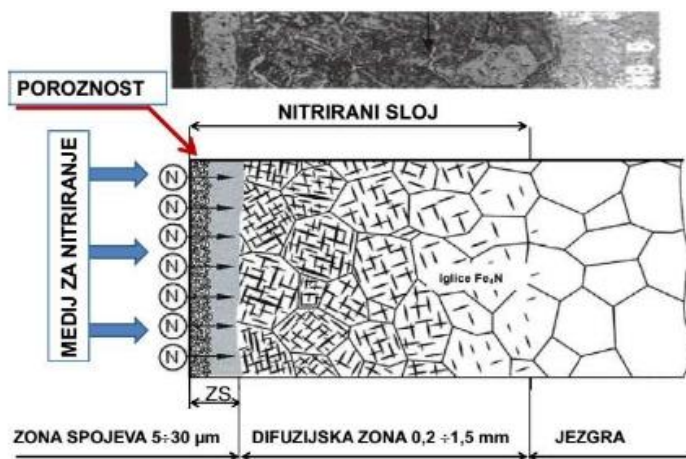 POROZNOST
NITRIRANI SLOJ
MEDIJ ZA NITRIRANJE
N
N
N
N
N
N
N
Iglice Fe₄N
ZS
ZONA SPOJEVA 5÷30 µm
DIFUZIJSKA ZONA 0,2 ÷1,5 mm
JEZGRA